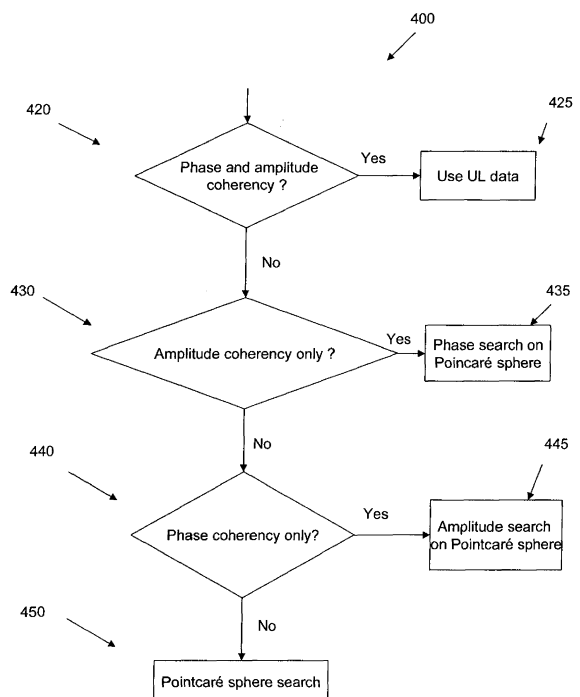 400
420
425
Phase and amplitude
coherency ?
Yes
Use UL data
No
430
435
Amplitude coherency only ?
Yes
Phase search on
Poincaré sphere
No
440
445
Phase coherency only?
Yes
Amplitude search
on Pointcaré sphere
No
450
Pointcaré sphere search